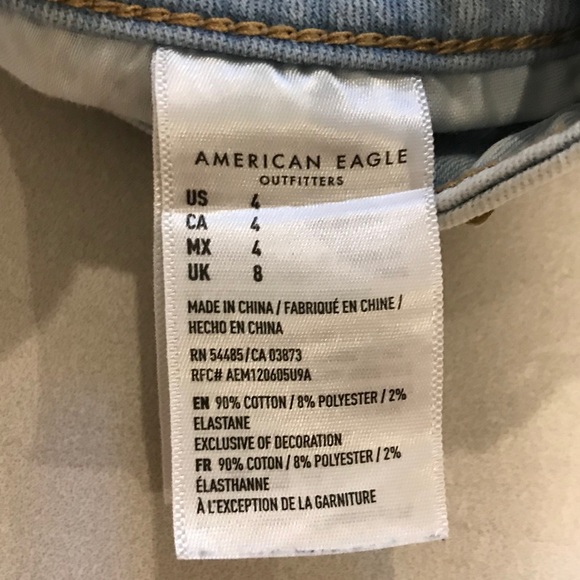 AMERICAN EAGLE
OUTFITTERS
US 4
CA 4
MX 4
UK 8
MADE IN CHINA / FABRIQUÉ EN CHINE /
HECHO EN CHINA
RN 54485/CA 03873
RFC# AEM120605U9A
EN 90% COTTON / 8% POLYESTER / 2%
ELASTANE
EXCLUSIVE OF DECORATION
FR 90% COTON / 8% POLYESTER / 2%
ÉLASTHANNE
À L'EXCEPTION DE LA GARNITURE